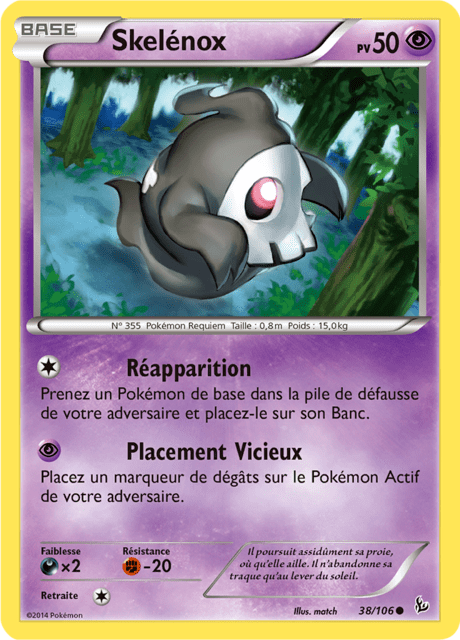 BASE
Skelénox
PV50
N° 355 Pokémon Requiem Taille : 0,8m Poids : 15,0kg
Réapparition
Prenez un Pokémon de base dans la pile de défausse
de votre adversaire et placez-le sur son Banc.
Placement Vicieux
Placez un marqueur de dégâts sur le Pokémon Actif
de votre adversaire.
Faiblesse
×2
Résistance
-20
Retraite
Il poursuit assidûment sa proie,
où qu'elle aille. Il n'abandonne sa
traque qu'au lever du soleil.
©2014 Pokémon
Illus. match
38/106